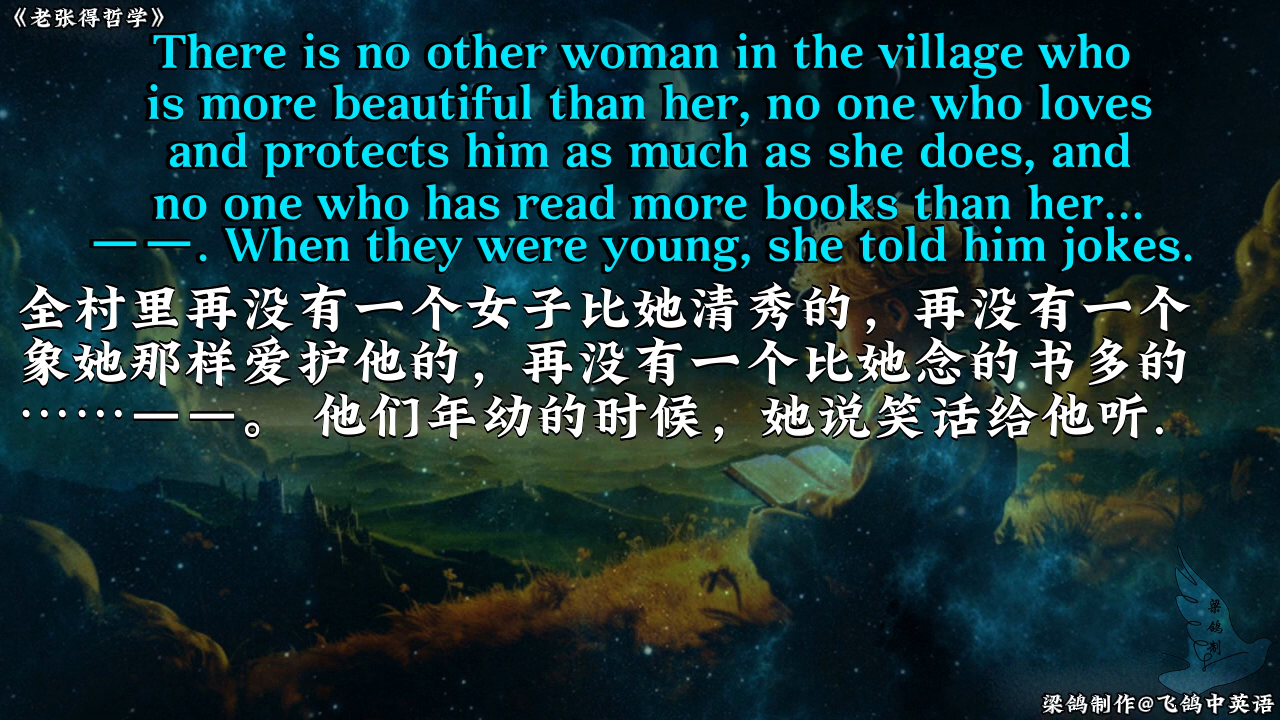 《老张得哲学》
There is no other woman in the village who
is more beautiful than her, no one who loves
and protects him as much as she does, and
no one who has read more books than her...
——. When they were young, she told him jokes.
全村里再没有一个女子比她清秀的，再没有一个
象她那样爱护他的，再没有一个比她念的书多的
……——。 他们年幼的时候，她说笑话给他听.
梁鸽制
梁鸽制作@飞鸽中英语